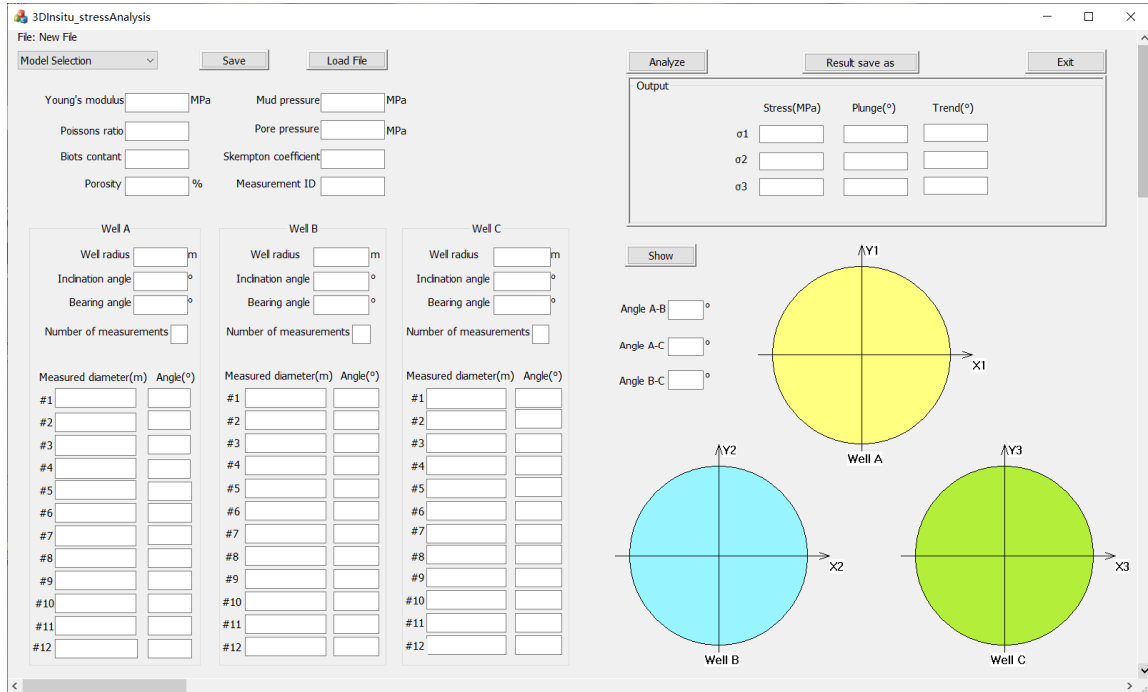 3DInsitu_stressAnalysis
File: New File
Model Selection
Save
Load File
Analyze
Result save as
Exit
Young's modulus MPa
Mud pressure MPa
Poissons ratio
Pore pressure MPa
Biots contant
Skempton coefficient
Porosity %
Measurement ID
Output
Stress(MPa) Plunge(º) Trend(º)
σ1
σ2
σ3
Well A
Well radius m
Inclination angle º
Bearing angle º
Number of measurements
Measured diameter(m) Angle(º)
#1
#2
#3
#4
#5
#6
#7
#8
#9
#10
#11
#12
Well B
Well radius m
Inclination angle º
Bearing angle º
Number of measurements
Measured diameter(m) Angle(º)
#1
#2
#3
#4
#5
#6
#7
#8
#9
#10
#11
#12
Well C
Well radius m
Inclination angle º
Bearing angle º
Number of measurements
Measured diameter(m) Angle(º)
#1
#2
#3
#4
#5
#6
#7
#8
#9
#10
#11
#12
Show
Angle A-B º
Angle A-C º
Angle B-C º
Y1
X1
Well A
Y2
X2
Well B
Y3
X3
Well C